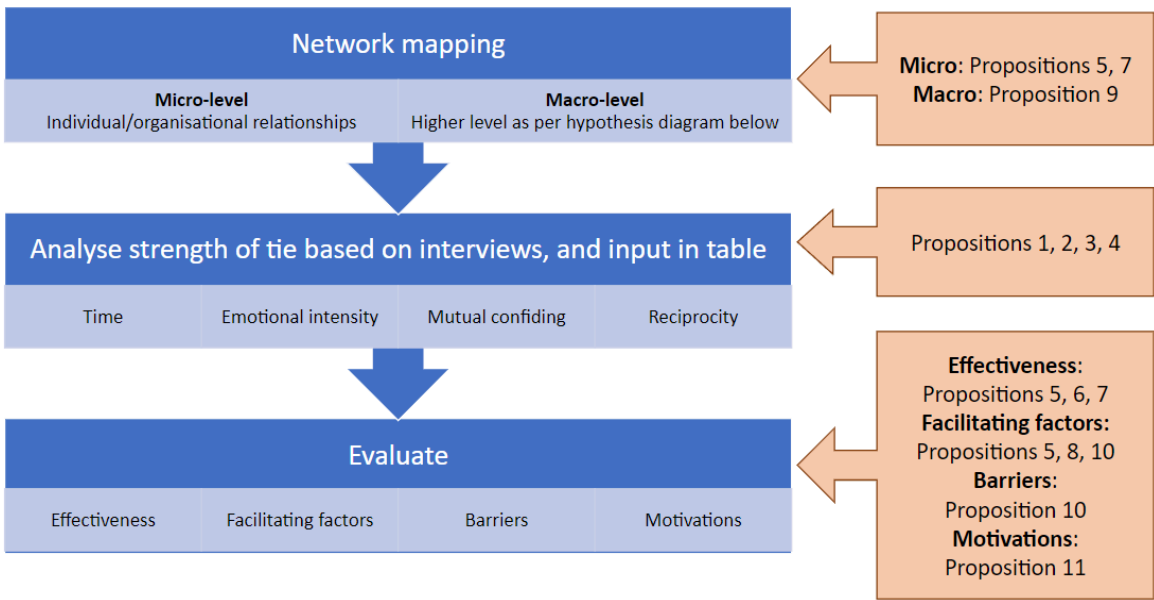 Network mapping
Micro-level
Individual/organisational relationships
Macro-level
Higher level as per hypothesis diagram below
Micro: Propositions 5, 7
Macro: Proposition 9
Analyse strength of tie based on interviews, and input in table
Time
Emotional intensity
Mutual confiding
Reciprocity
Propositions 1, 2, 3, 4
Evaluate
Effectiveness
Facilitating factors
Barriers
Motivations
Effectiveness:
Propositions 5, 6, 7
Facilitating factors:
Propositions 5, 8, 10
Barriers:
Proposition 10
Motivations:
Proposition 11